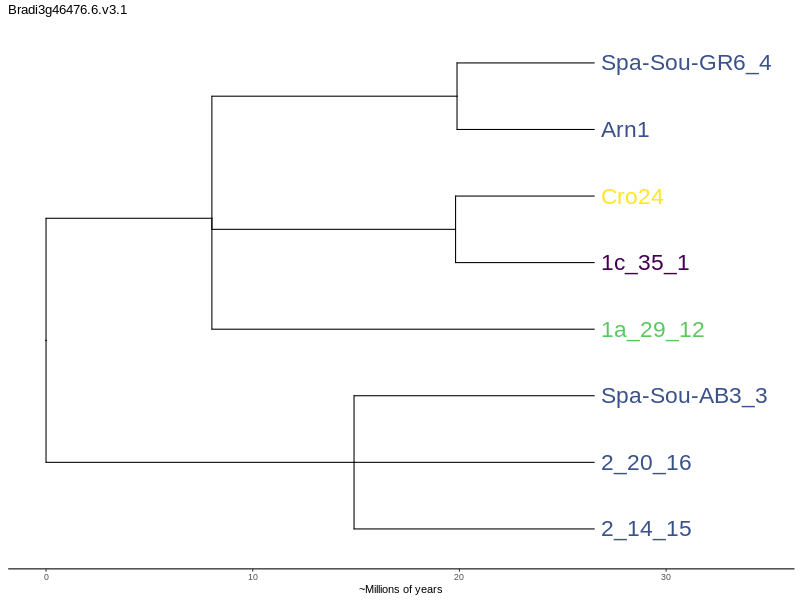 Bradi3g46476.6.v3.1
Spa-Sou-GR6_4
Arn1
Cro24
1c_35_1
1a_29_12
Spa-Sou-AB3_3
2_20_16
2_14_15
0 10 20 30
~Millions of years